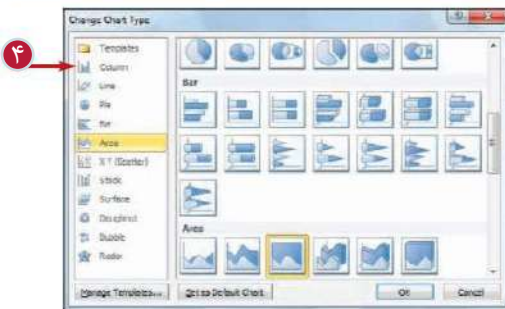 Change Chart Type
۴
Templates
Column
Line
Pie
Bar
Area
X Y (Scatter)
Stock
Surface
Doughnut
Bubble
Radar
Bar
Area
Manage Templates...
Set as Default Chart
OK
Cancel